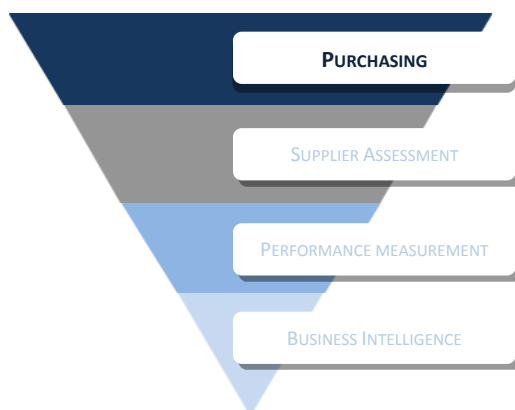 PURCHASING
SUPPLIER ASSESSMENT
PERFORMANCE MEASUREMENT
BUSINESS INTELLIGENCE